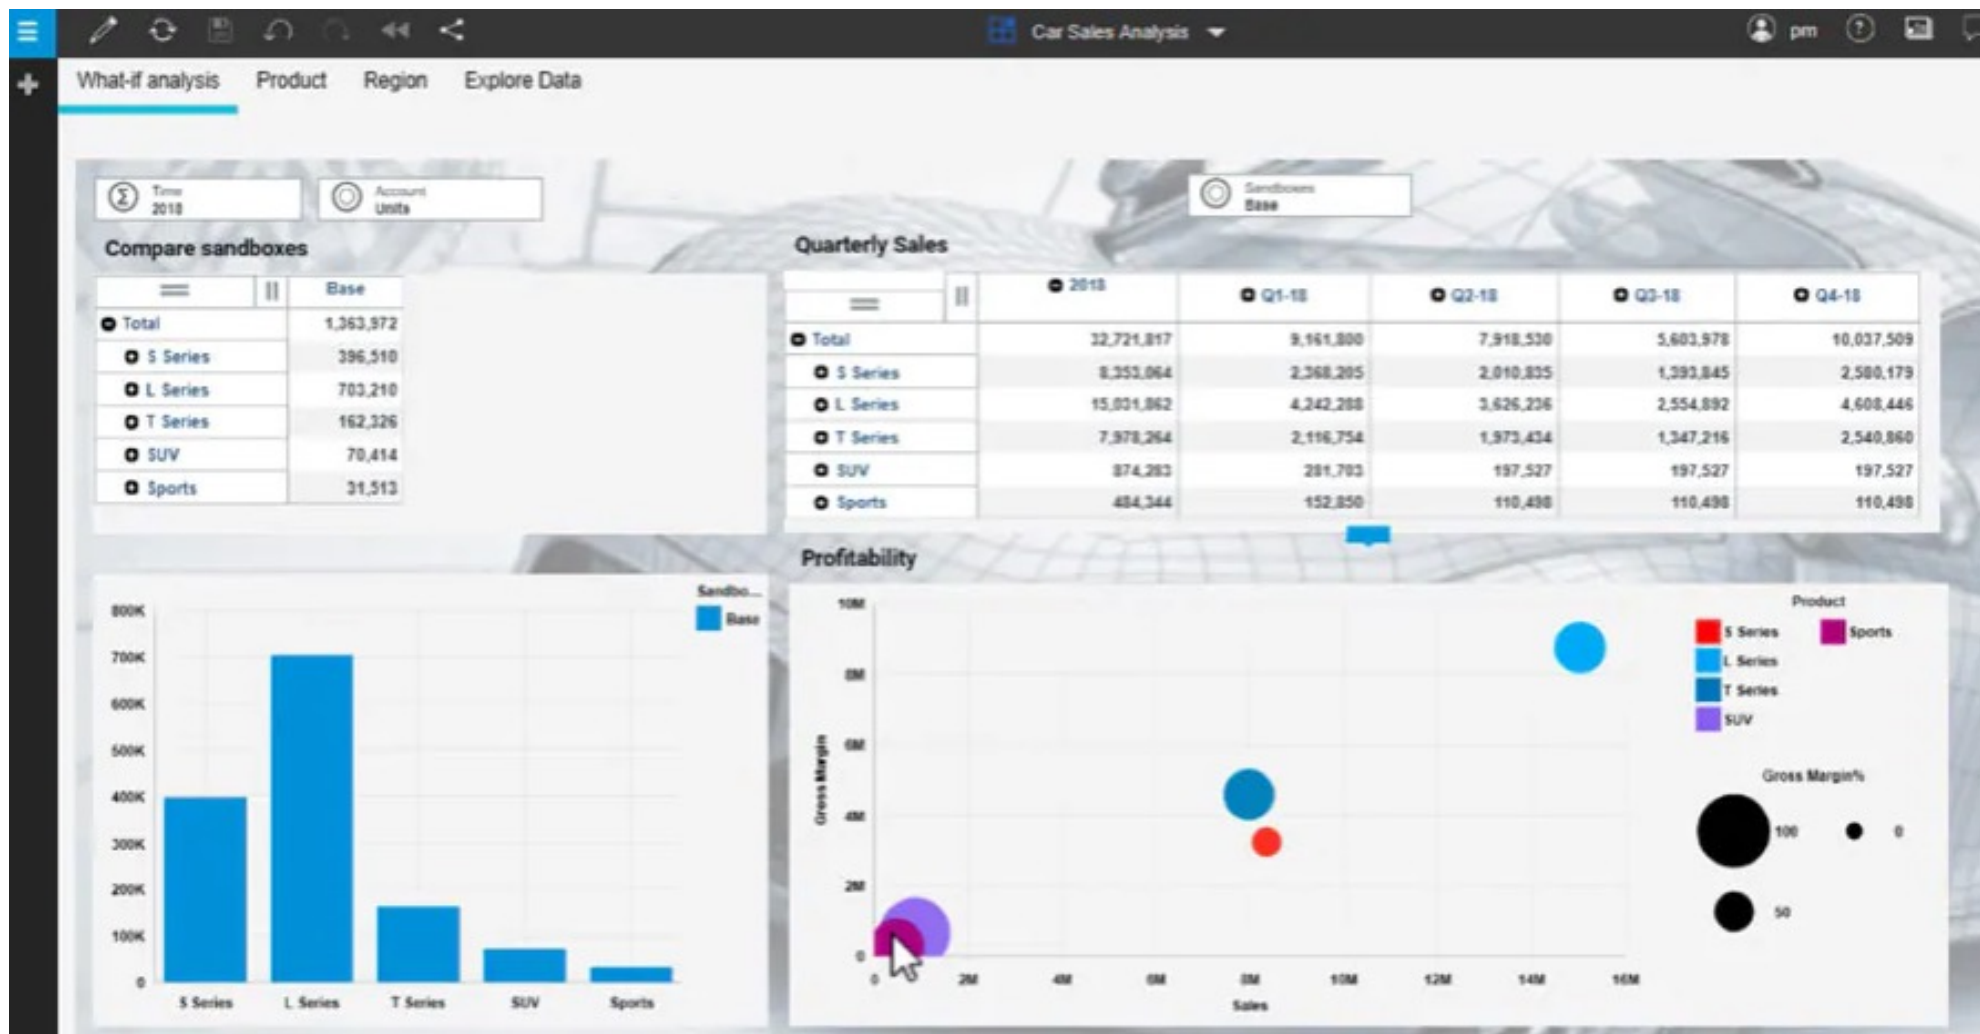 Car Sales Analysis
pm
What-if analysis Product Region Explore Data
Time
2018
Account
Units
Sandboxes
Base
Compare sandboxes
Base
Total 1,363,972
S Series 396,510
L Series 703,210
T Series 162,326
SUV 70,414
Sports 31,513
Quarterly Sales
2018 Q1-18 Q2-18 Q3-18 Q4-18
Total 32,721,817 9,161,800 7,918,530 5,603,978 10,037,509
S Series 8,353,064 2,368,205 2,010,835 1,393,845 2,580,179
L Series 15,031,862 4,242,288 3,626,236 2,554,892 4,608,446
T Series 7,978,264 2,116,754 1,973,434 1,347,216 2,540,860
SUV 874,283 281,703 197,527 197,527 197,527
Sports 484,344 152,850 110,498 110,498 110,498
Sandbo...
Base
800K
700K
600K
500K
400K
300K
200K
100K
0
S Series L Series T Series SUV Sports
Profitability
10M
8M
6M
4M
2M
0
Gross Margin
0 2M 4M 6M 8M 10M 12M 14M 16M
Sales
Product
S Series Sports
L Series
T Series
SUV
Gross Margin%
100 0
50